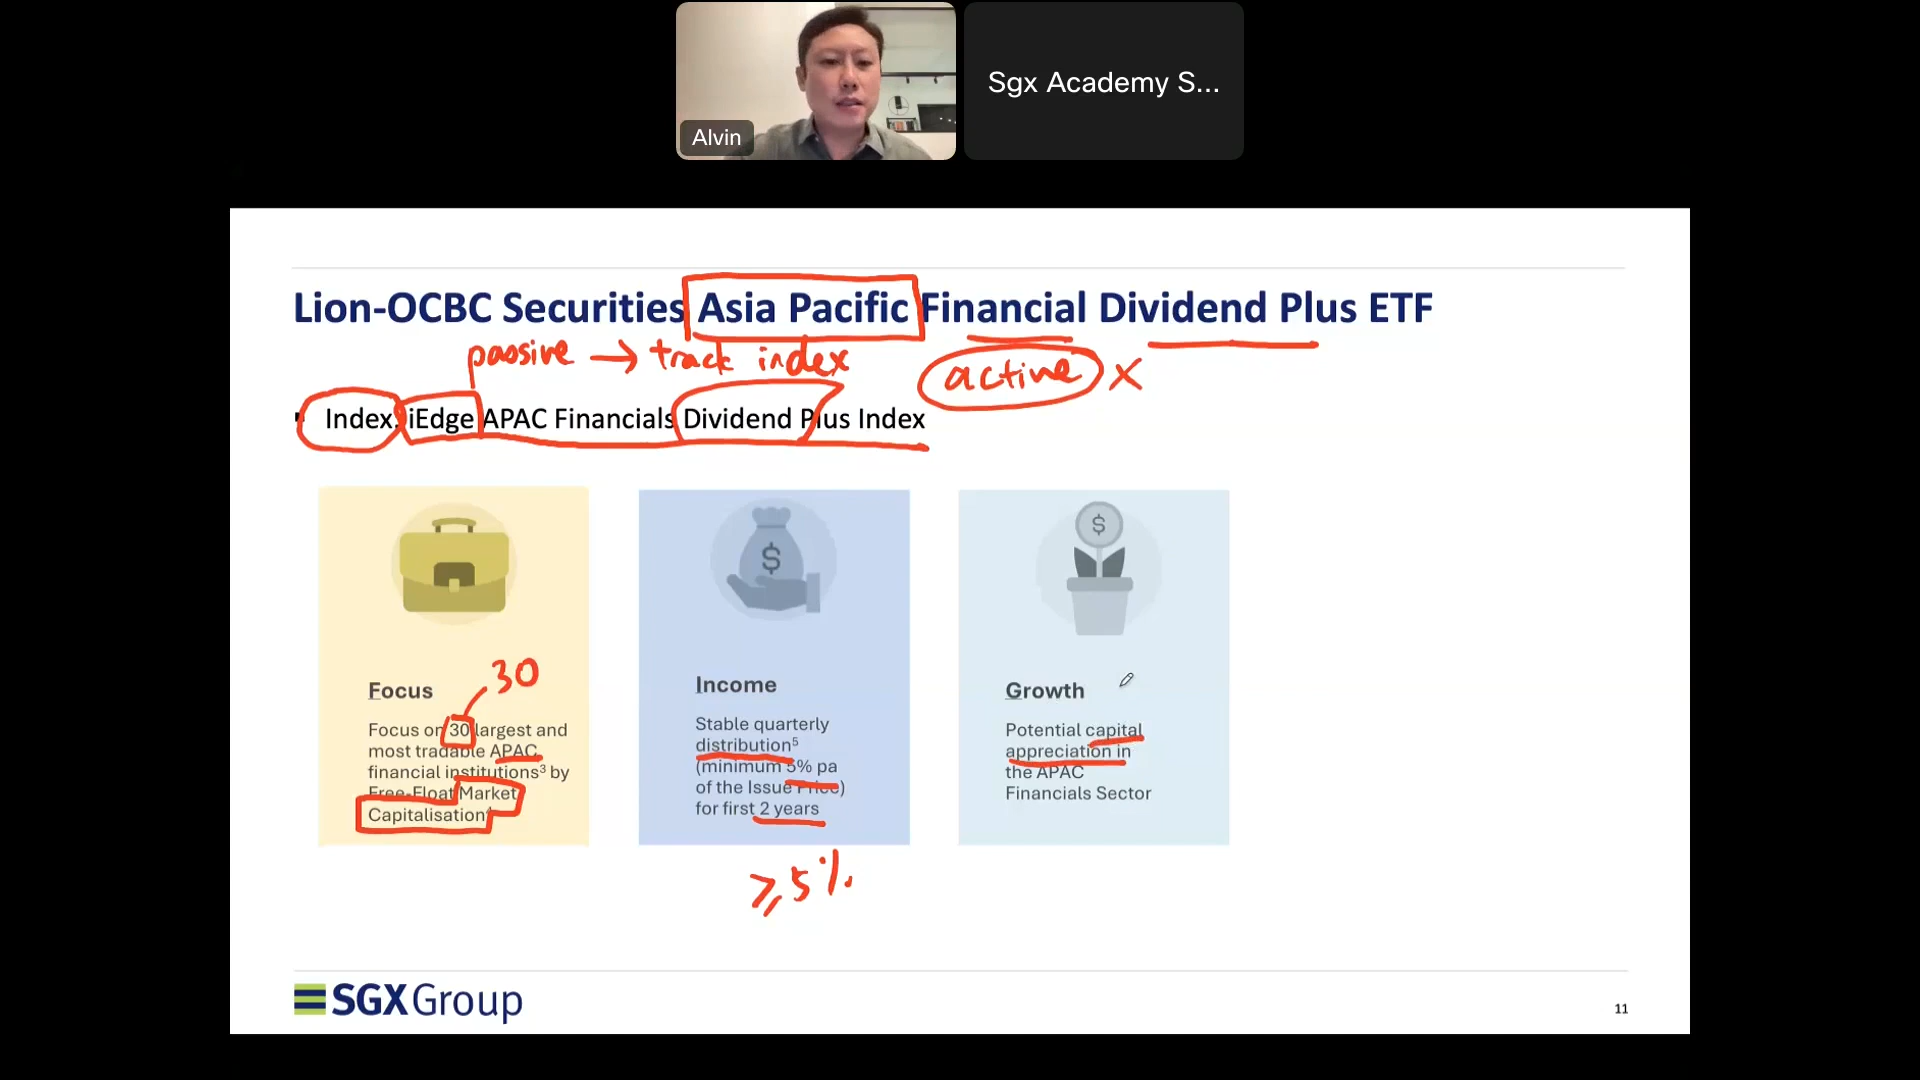 Alvin
Sgx Academy S...
Lion-OCBC Securities Asia Pacific Financial Dividend Plus ETF
passive → track index
active X
Index: iEdge APAC Financials Dividend Plus Index
30
Focus
Focus on 30 largest and
most tradable APAC
financial institutions³ by
Free-Float Market
Capitalisation⁴
Income
Stable quarterly
distribution⁵
(minimum 5% pa
of the Issue Price)
for first 2 years
≥5%
Growth
Potential capital
appreciation in
the APAC
Financials Sector
SGXGroup
11